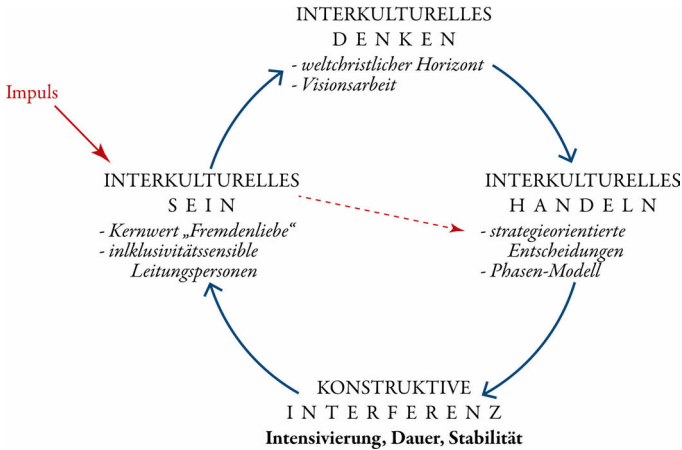 INTERKULTURELLES
DENKEN
- weltchristlicher Horizont
- Visionsarbeit
Impuls
INTERKULTURELLES
SEIN
- Kernwert „Fremdenliebe“
- inlklusivitätssensible
Leitungspersonen
INTERKULTURELLES
HANDELN
- strategieorientierte
Entscheidungen
- Phasen-Modell
KONSTRUKTIVE
INTERFERENZ
Intensivierung, Dauer, Stabilität